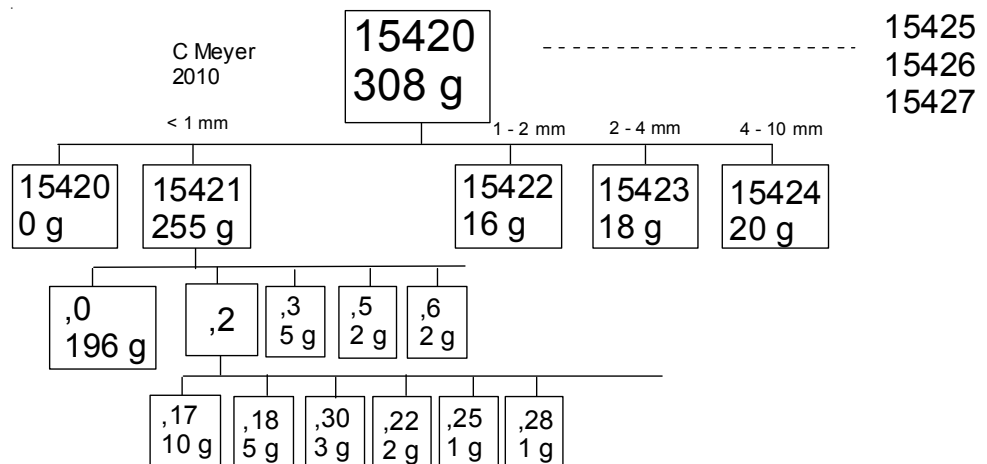 C Meyer
2010
15420
308 g
15425
15426
15427
< 1 mm
1 - 2 mm
2 - 4 mm
4 - 10 mm
15420
0 g
15421
255 g
15422
16 g
15423
18 g
15424
20 g
,0
196 g
,2
,3
5 g
,5
2 g
,6
2 g
,17
10 g
,18
5 g
,30
3 g
,22
2 g
,25
1 g
,28
1 g